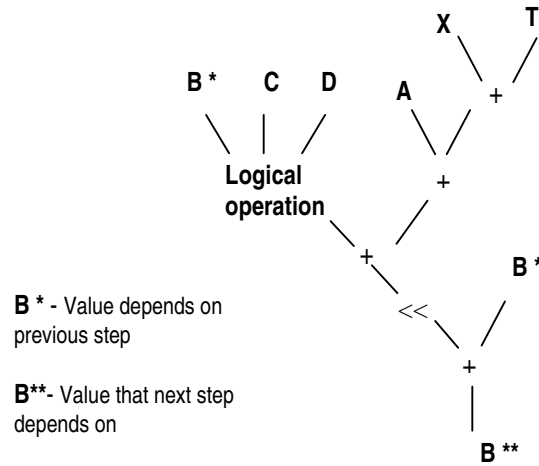 X T
B * C D A +
Logical
operation
+
+
B *
<<
B * - Value depends on
previous step
+
B**- Value that next step
depends on
B **